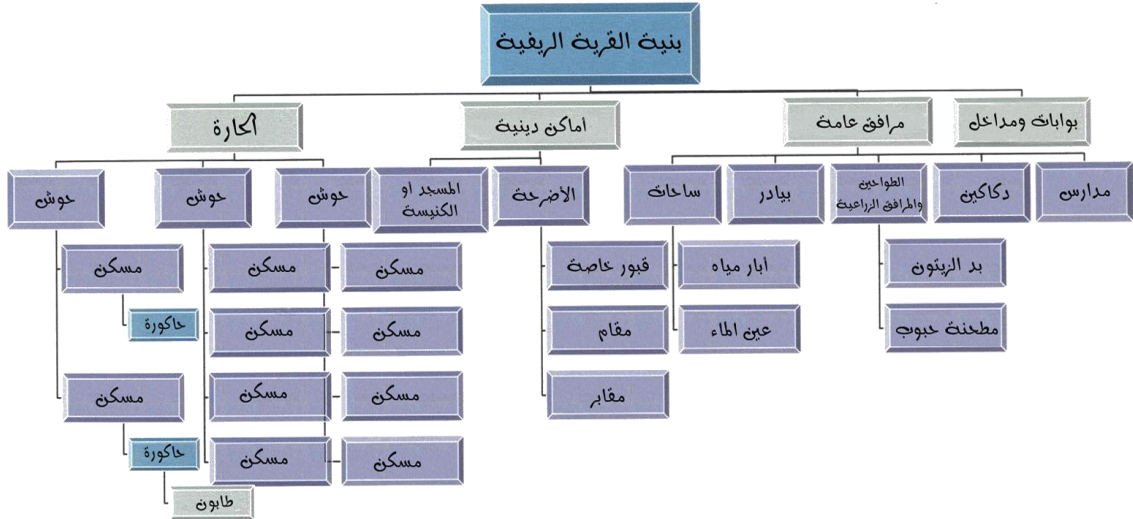 بنية القرية الريفية
بوابات ومداخل
مرافق عامة
أماكن دينية
الحارة
مدارس
دكاكين
الطواحين
والمرافق الزراعية
بيادر
ساحات
الأضرحة
المسجد او
الكنيسة
حوش
حوش
حوش
بد الزيتون
أبار مياه
قبور خاصة
مسكن
مسكن
مسكن
مطحنة حبوب
عين الماء
مقام
مسكن
مسكن
حاكورة
مقابر
مسكن
مسكن
مسكن
مسكن
مسكن
حاكورة
طابون